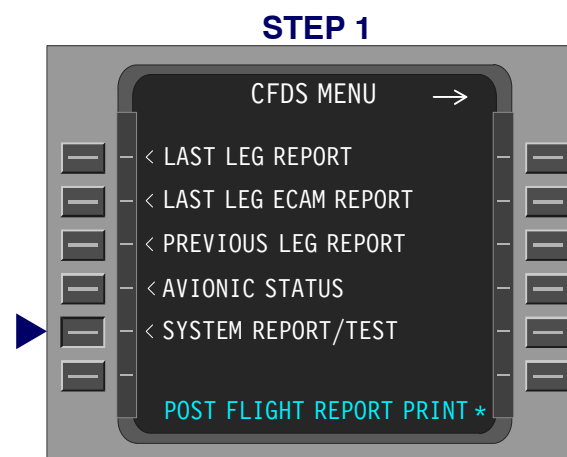 STEP 1
CFDS MENU →
< LAST LEG REPORT
< LAST LEG ECAM REPORT
< PREVIOUS LEG REPORT
< AVIONIC STATUS
< SYSTEM REPORT/TEST
POST FLIGHT REPORT PRINT *